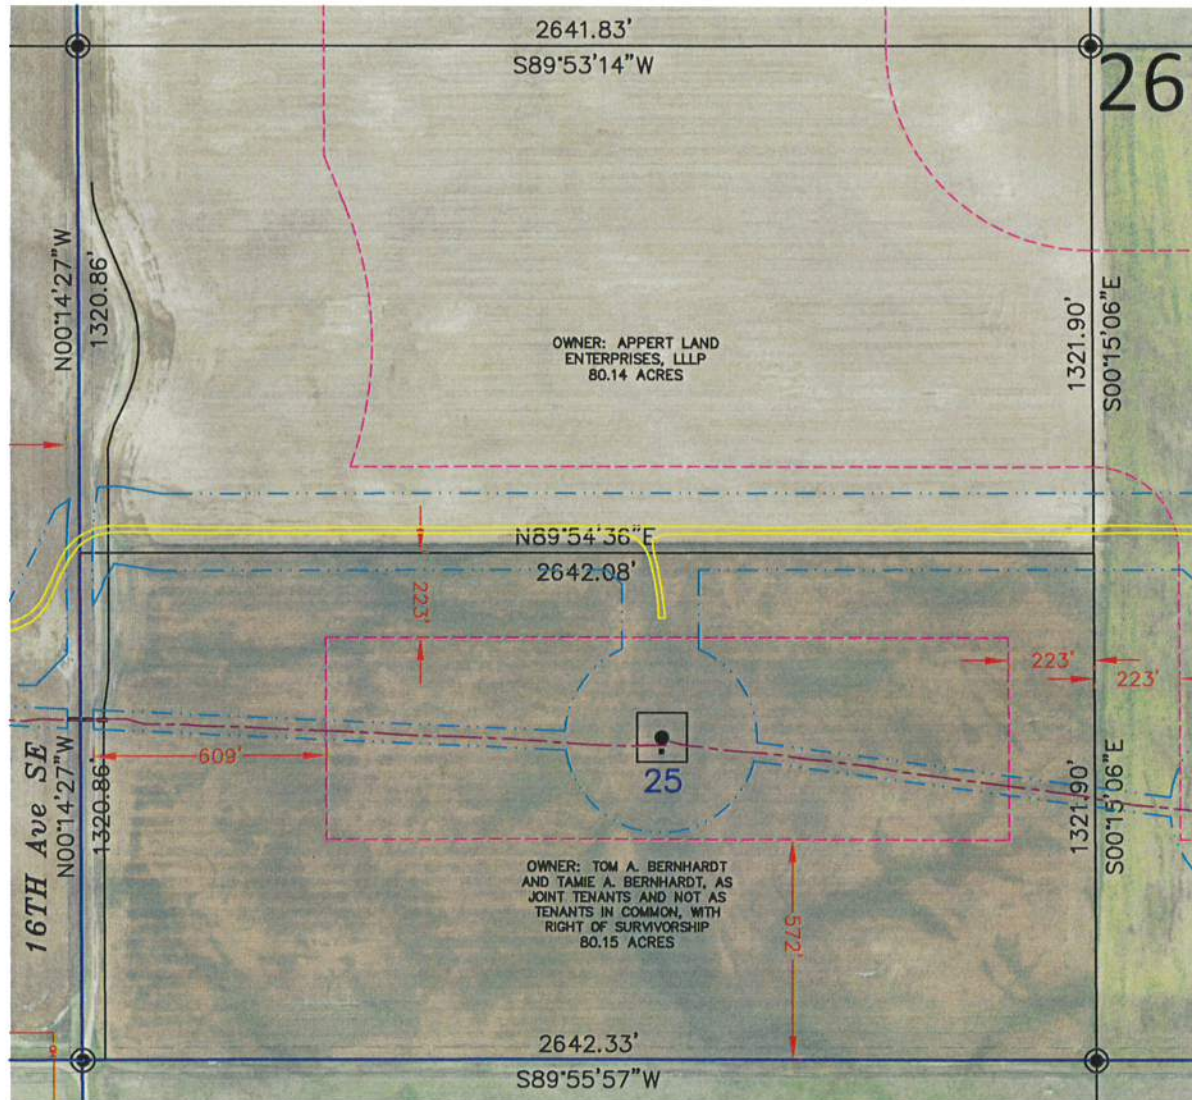 2641.83'
S89°53'14"W
26
N00°14'27"W
1320.86'
OWNER: APPERT LAND
ENTERPRISES, LLLP
80.14 ACRES
1321.90'
S00°15'06"E
N89°54'36"E
2642.08'
223'
223'
223'
609'
25
16TH Ave SE
N00°14'27"W
1320.86'
1321.90'
S00°15'06"E
OWNER: TOM A. BERNHARDT
AND TAMIE A. BERNHARDT, AS
JOINT TENANTS AND NOT AS
TENANTS IN COMMON, WITH
RIGHT OF SURVIVORSHIP
80.15 ACRES
572'
2642.33'
S89°55'57"W